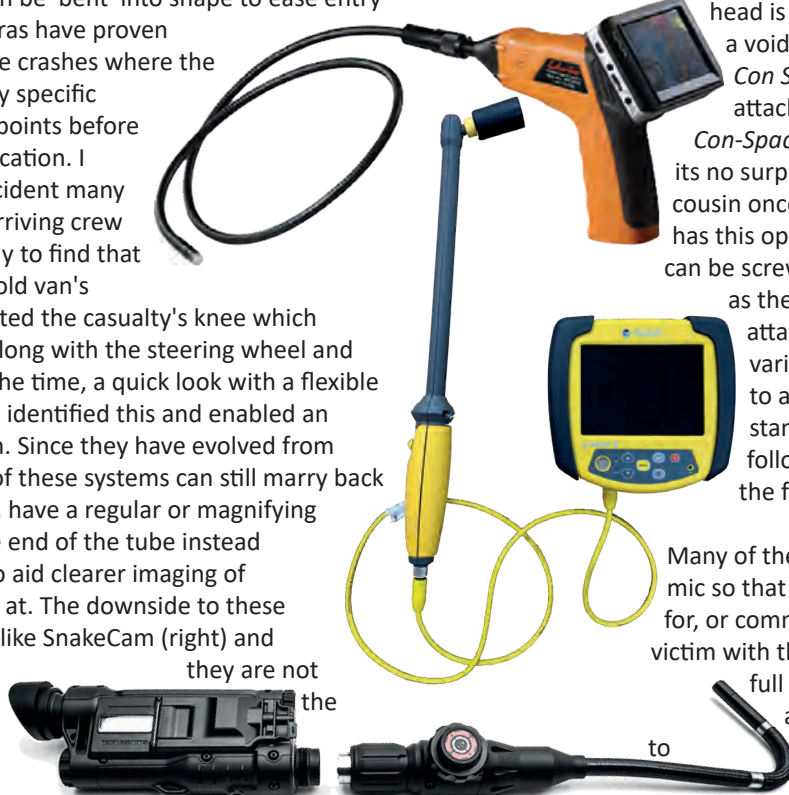 n be 'bent' into shape to ease entry
ras have proven
e crashes where the
y specific
points before
cation. I
cident many
rriving crew
y to find that
old van's
ted the casualty's knee which
long with the steering wheel and
he time, a quick look with a flexible
identified this and enabled an
n. Since they have evolved from
of these systems can still marry back
have a regular or magnifying
e end of the tube instead
o aid clearer imaging of
at. The downside to these
like SnakeCam (right) and
they are not
the
head is
a void
Con S
attach
Con-Spac
its no surp
cousin once
has this op
can be screw
as the
atta
vari
to a
stan
follo
the f
Many of the
mic so that
for, or comm
victim with th
full
a
to